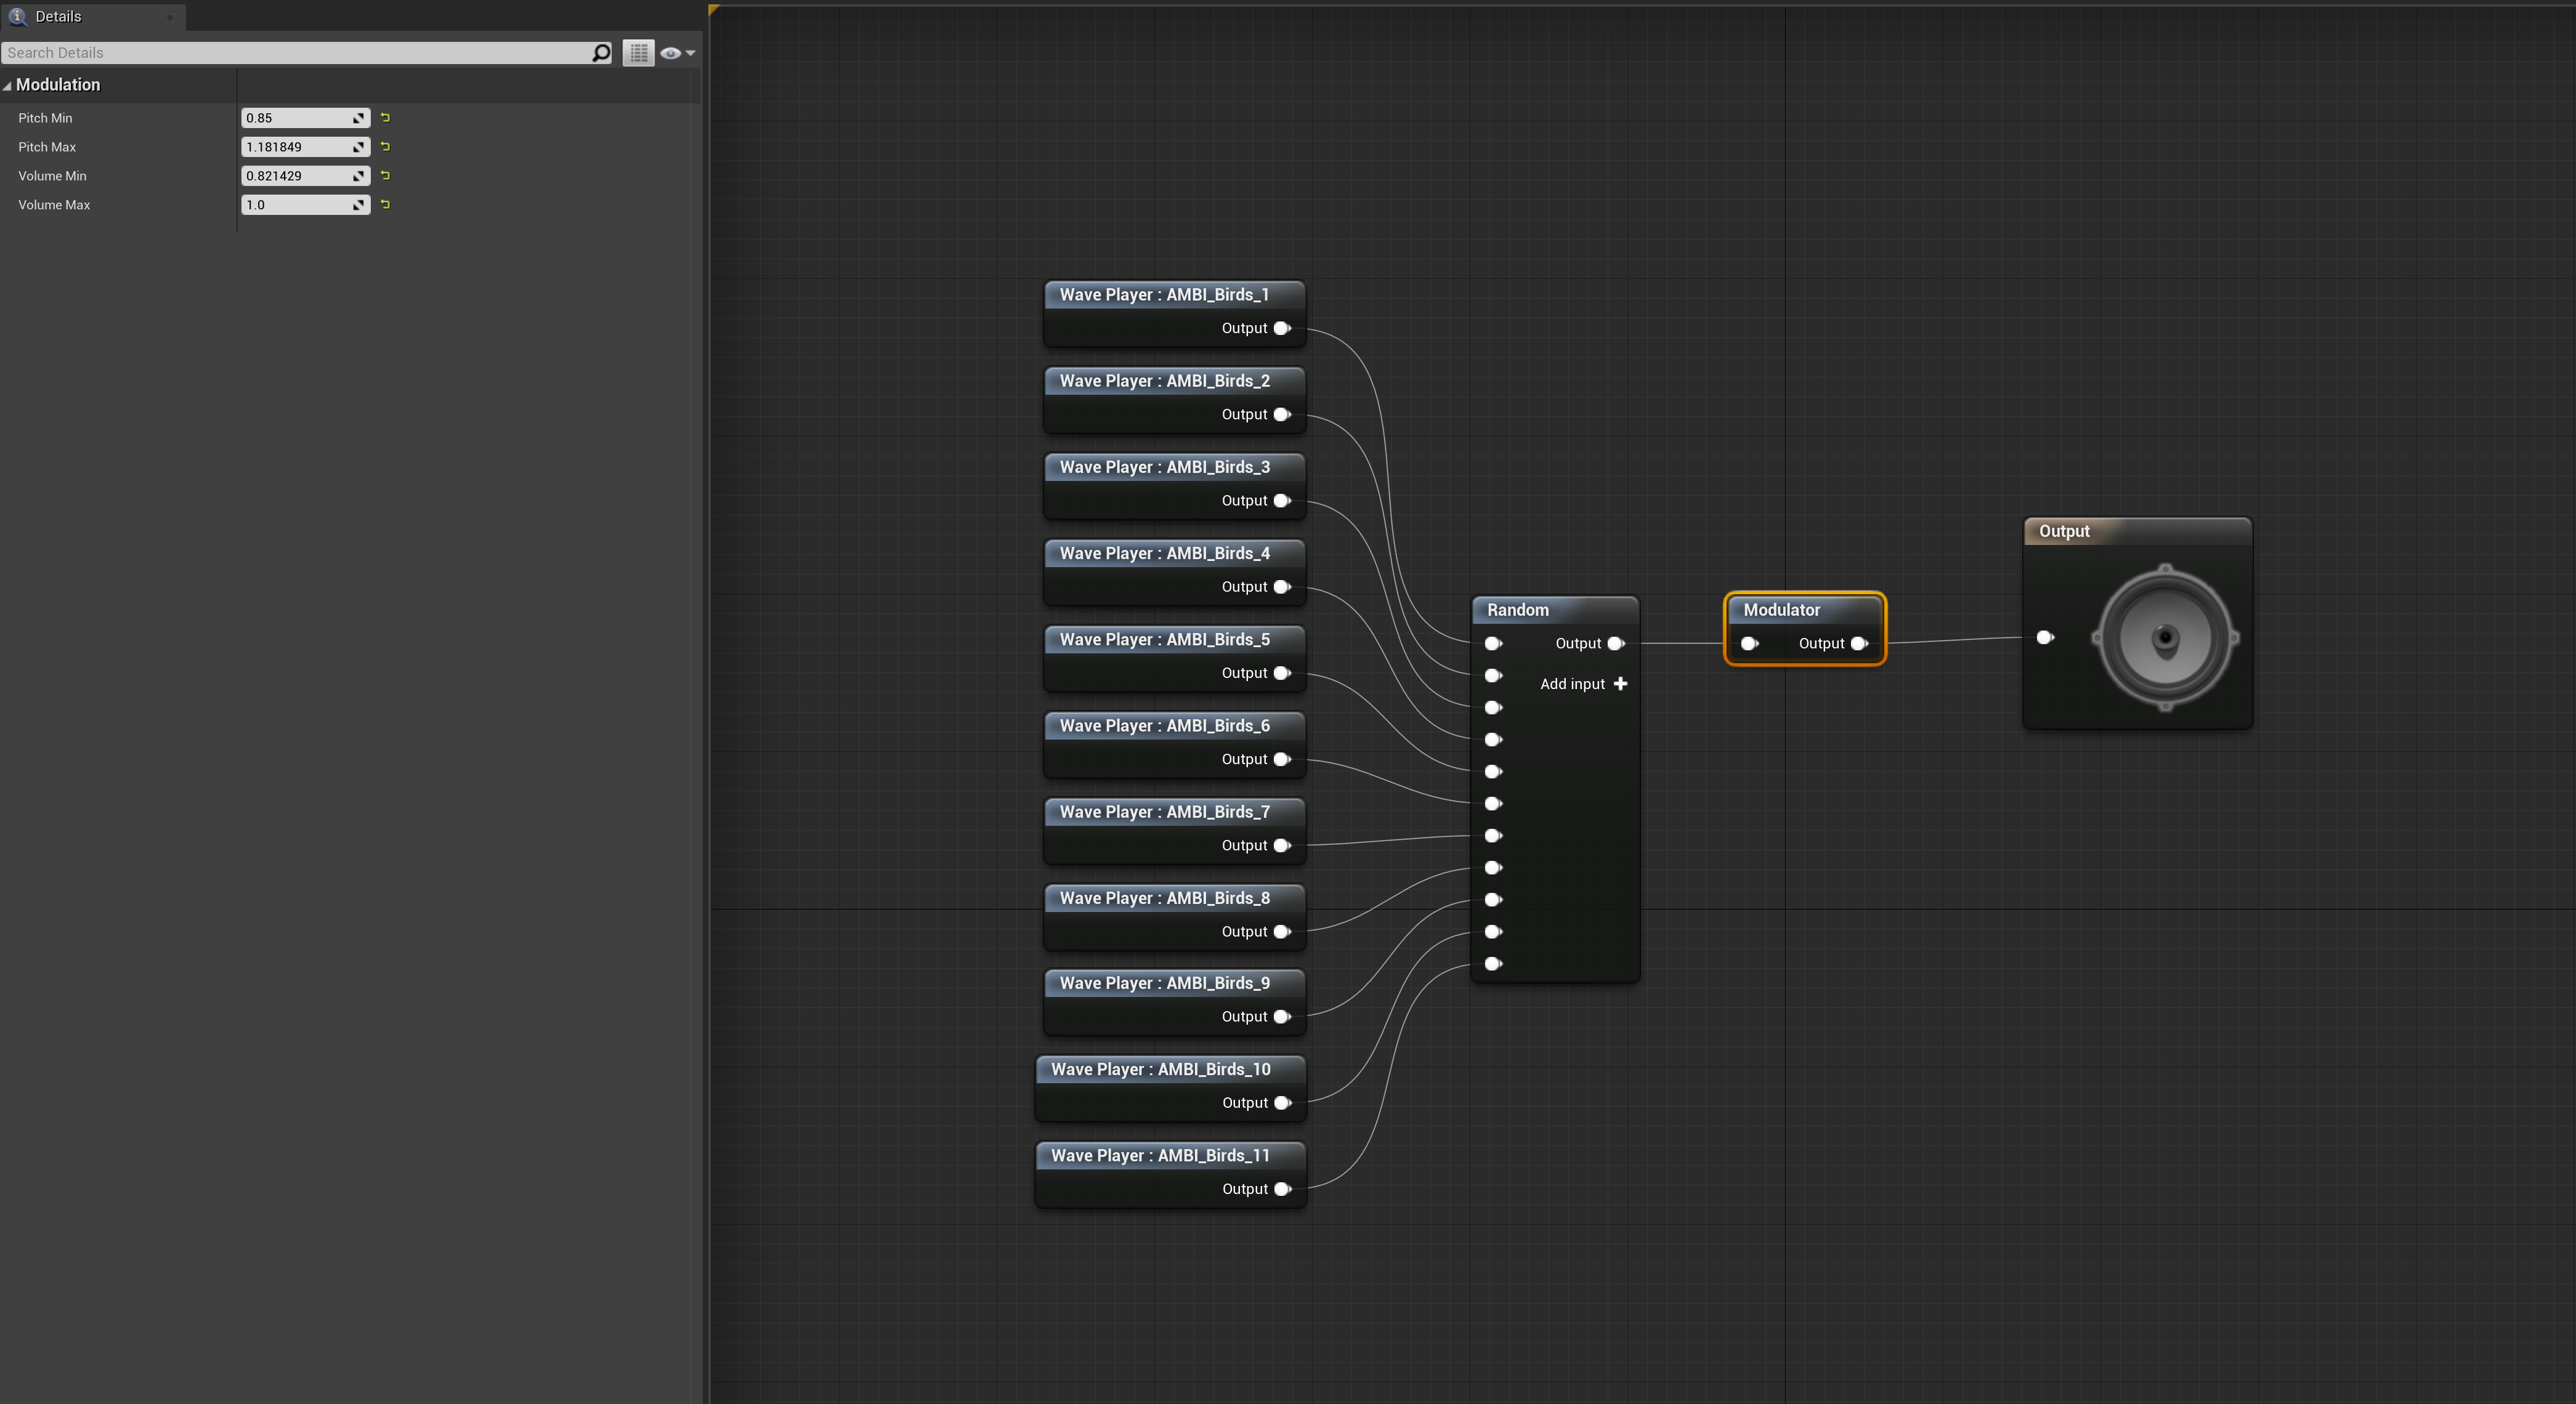 Details
Search Details
Modulation
Pitch Min 0.85
Pitch Max 1.181849
Volume Min 0.821429
Volume Max 1.0
Wave Player : AMBI_Birds_1
Output
Wave Player : AMBI_Birds_2
Output
Wave Player : AMBI_Birds_3
Output
Wave Player : AMBI_Birds_4
Output
Wave Player : AMBI_Birds_5
Output
Wave Player : AMBI_Birds_6
Output
Wave Player : AMBI_Birds_7
Output
Wave Player : AMBI_Birds_8
Output
Wave Player : AMBI_Birds_9
Output
Wave Player : AMBI_Birds_10
Output
Wave Player : AMBI_Birds_11
Output
Random
Output
Add input
Modulator
Output
Output